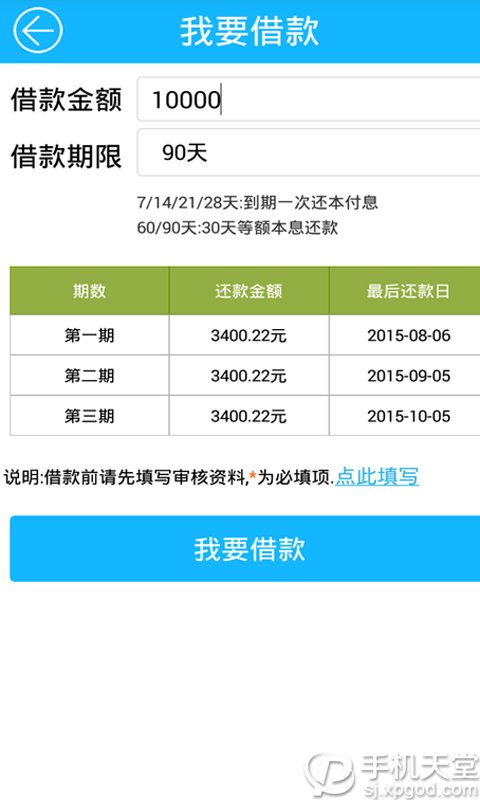 我要借款
借款金额 10000
借款期限 90天
7/14/21/28天:到期一次还本付息
60/90天:30天等额本息还款
期数 还款金额 最后还款日
第一期 3400.22元 2015-08-06
第二期 3400.22元 2015-09-05
第三期 3400.22元 2015-10-05
说明:借款前请先填写审核资料,*为必填项.点此填写
我要借款
手机天堂
sj.xpgod.com